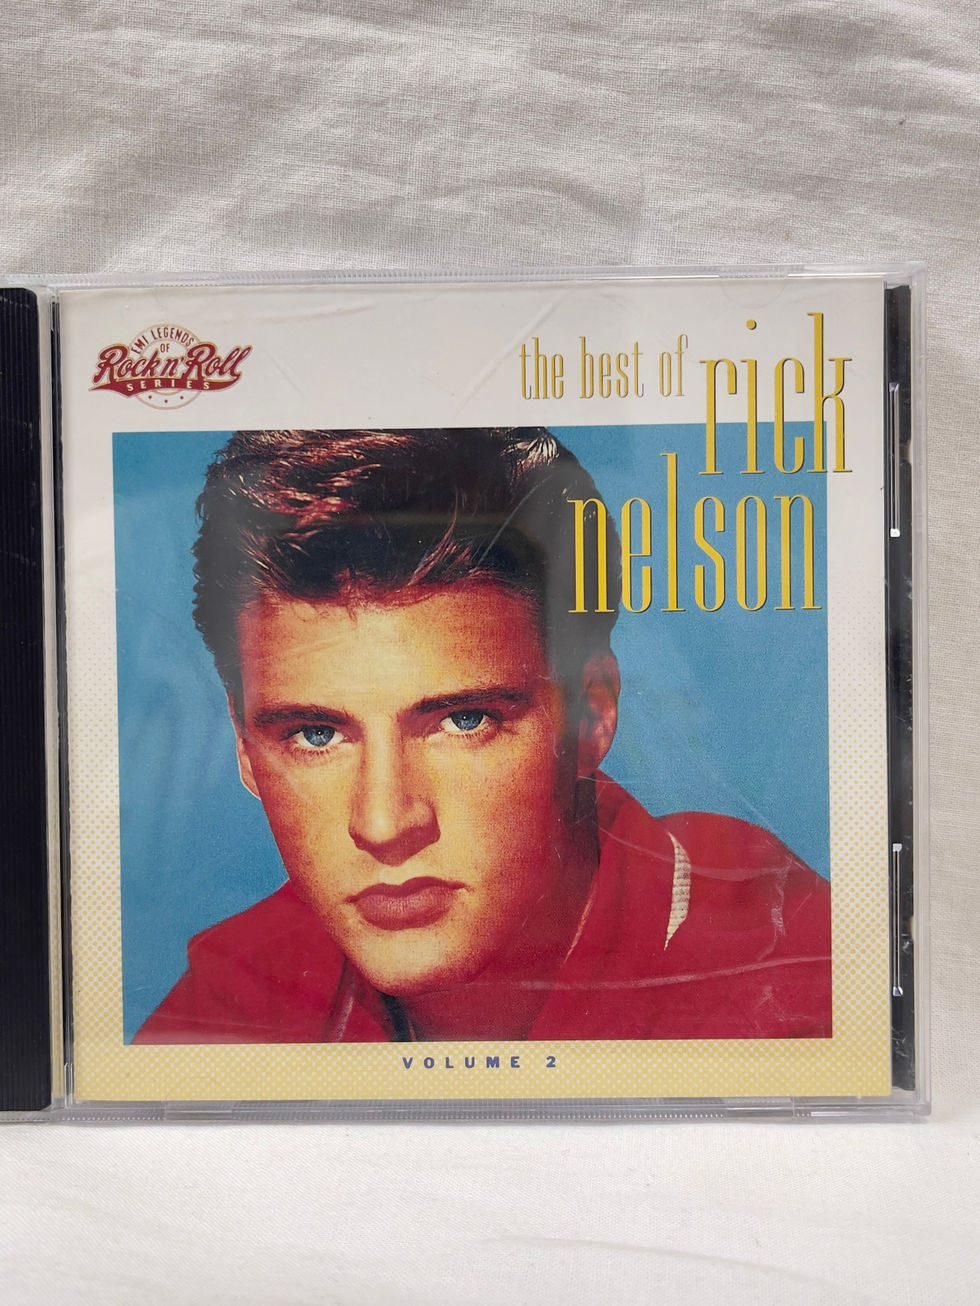 EMI LEGENDS
OF
Rock n' Roll
SERIES
the best of rick
nelson
VOLUME 2